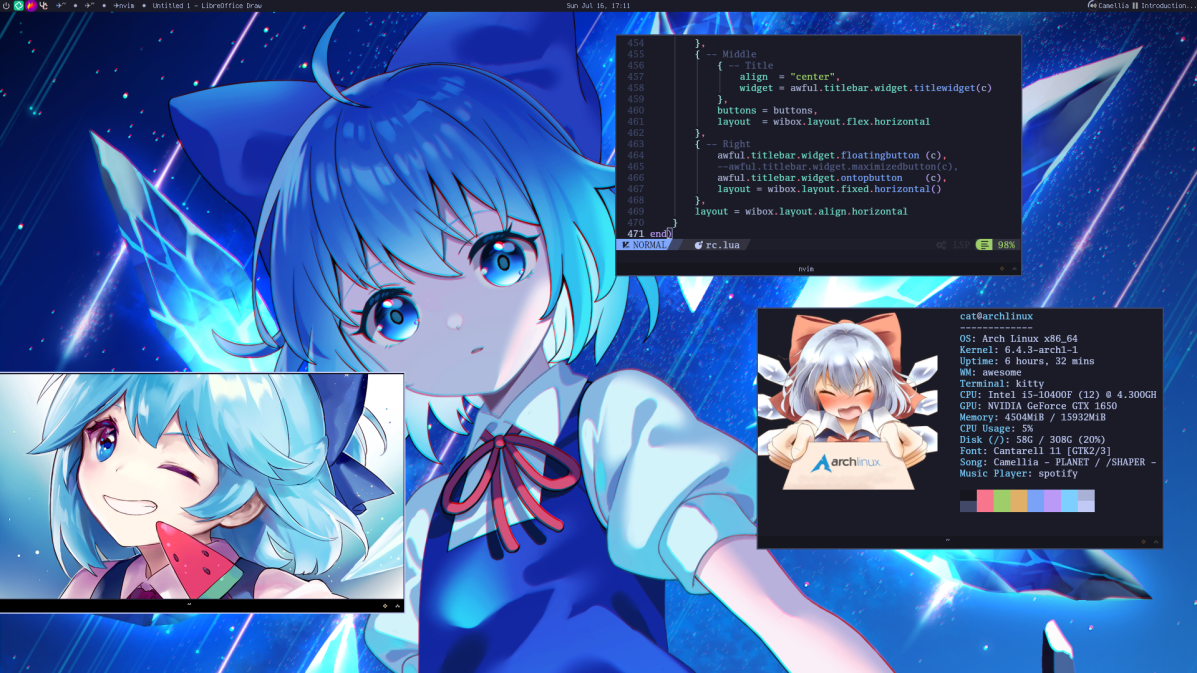 ~ ~ nvim Untitled 1 - LibreOffice Draw
Sun Jul 16, 17:11
Camellia Introduction...
454 },
455 { -- Middle
456 { -- Title
457 align = "center",
458 widget = awful.titlebar.widget.titlewidget(c)
459 },
460 buttons = buttons,
461 layout = wibox.layout.flex.horizontal
462 },
463 { -- Right
464 awful.titlebar.widget.floatingbutton (c),
465 --awful.titlebar.widget.maximizedbutton(c),
466 awful.titlebar.widget.ontopbutton (c),
467 layout = wibox.layout.fixed.horizontal()
468 },
469 layout = wibox.layout.align.horizontal
470 }
471 end)
NORMAL rc.lua LSP 98%
nvim
cat@archlinux
-------------
OS: Arch Linux x86_64
Kernel: 6.4.3-arch1-1
Uptime: 6 hours, 32 mins
WM: awesome
Terminal: kitty
CPU: Intel i5-10400F (12) @ 4.300GH
GPU: NVIDIA GeForce GTX 1650
Memory: 4504MiB / 15932MiB
CPU Usage: 5%
Disk (/): 58G / 308G (20%)
Font: Cantarell 11 [GTK2/3]
Song: Camellia - PLANET / /SHAPER -
Music Player: spotify
archlinux
~
~